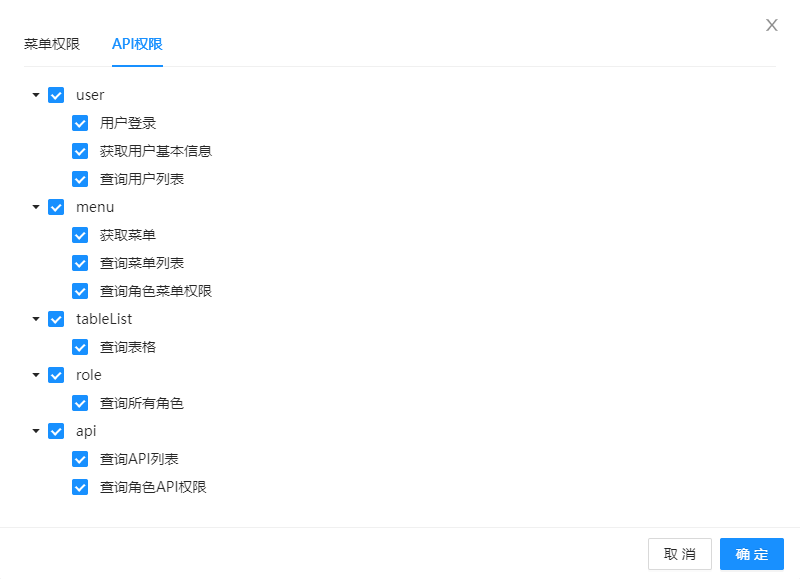 菜单权限 API权限
user
用户登录
获取用户基本信息
查询用户列表
menu
获取菜单
查询菜单列表
查询角色菜单权限
tableList
查询表格
role
查询所有角色
api
查询API列表
查询角色API权限
取 消 确 定